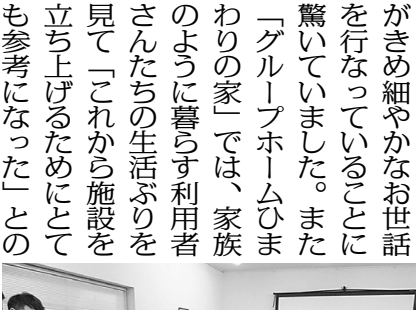 がきめ細やかなお世話
を行なっていることに
驚いていました。また
「グループホームひま
わりの家」では、家族
のように暮らす利用者
さんたちの生活ぶりを
見て「これから施設を
立ち上げるためにとて
も参考になった」との